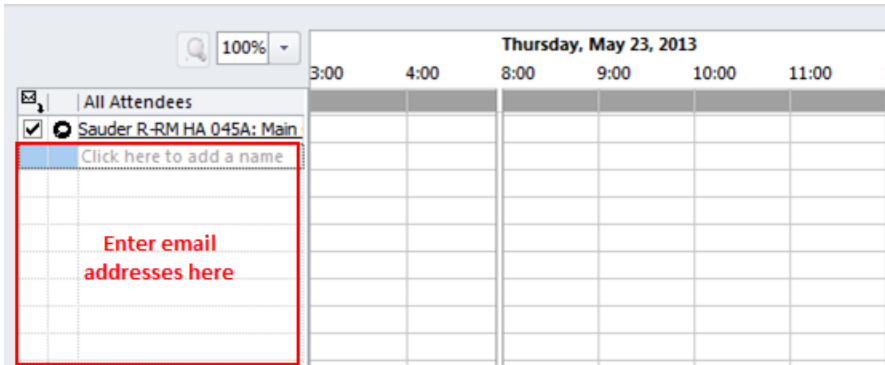 100%
Thursday, May 23, 2013
3:00 4:00 8:00 9:00 10:00 11:00
All Attendees
Sauder R-RM HA 045A: Main
Click here to add a name
Enter email
addresses here